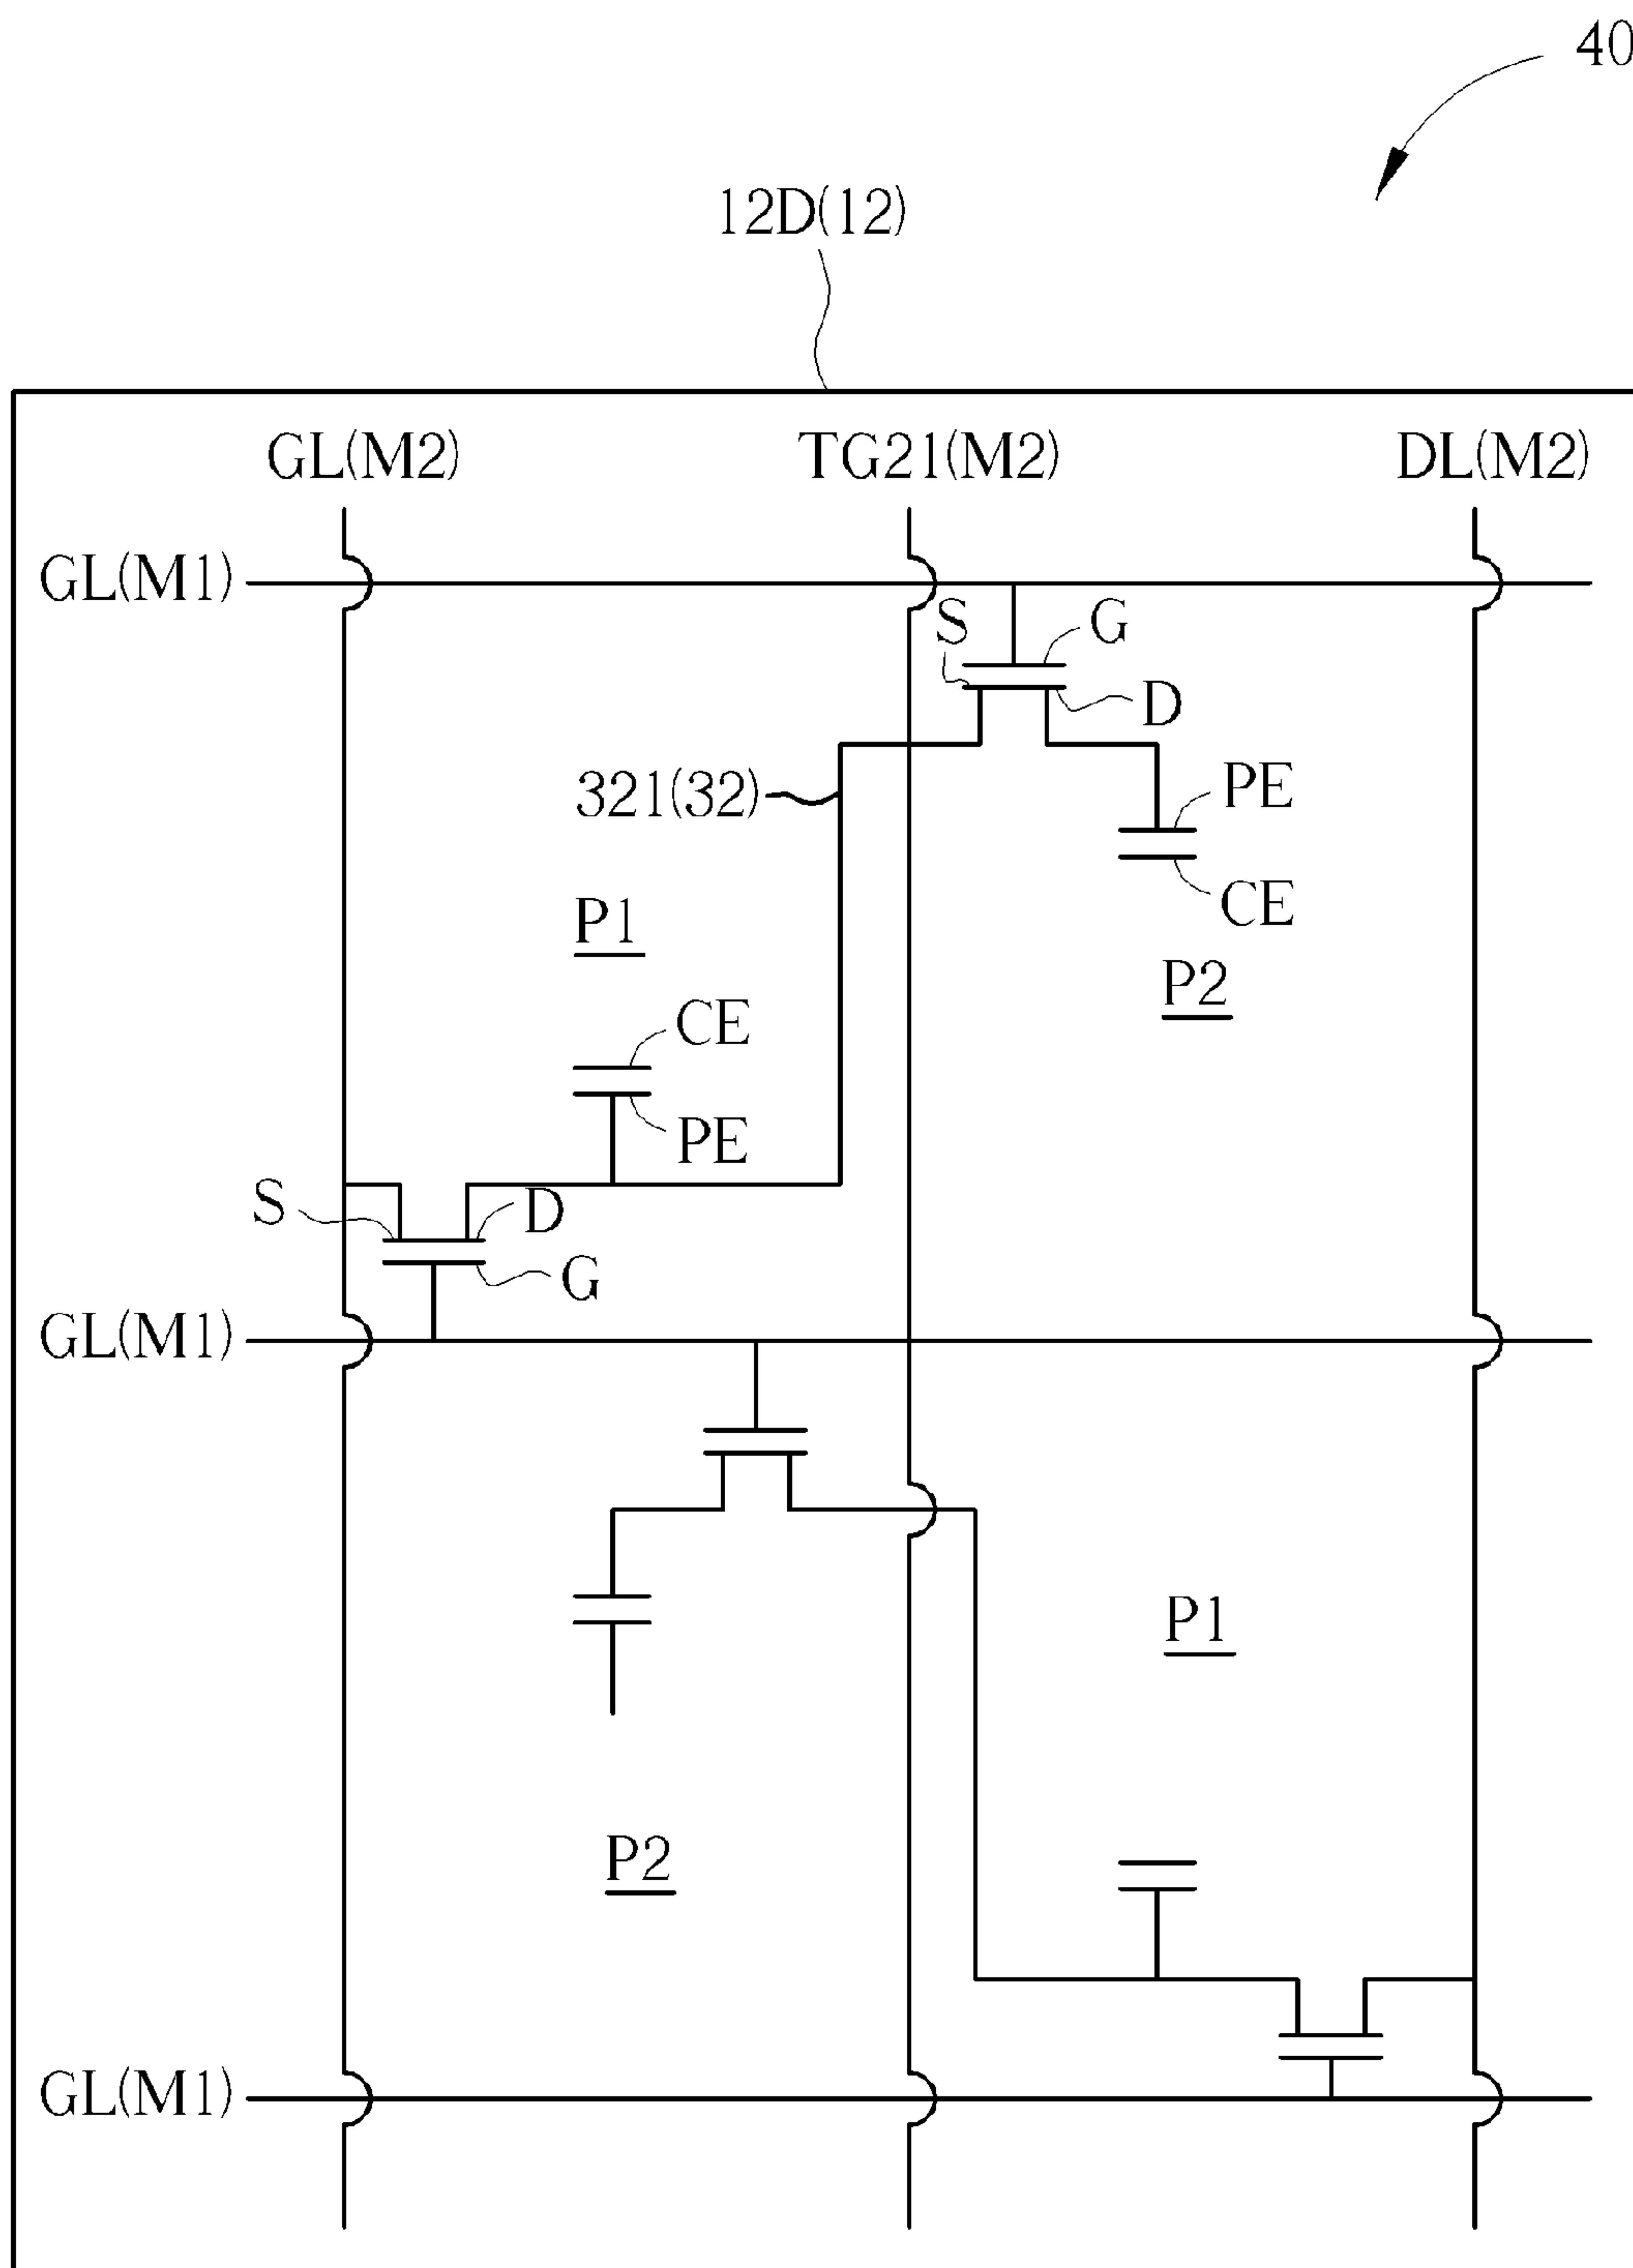 40
12D(12)
GL(M2) TG21(M2) DL(M2)
GL(M1)
S G
D
321(32)
PE
CE
P1
P2
CE
PE
S D
G
GL(M1)
P1
P2
GL(M1)